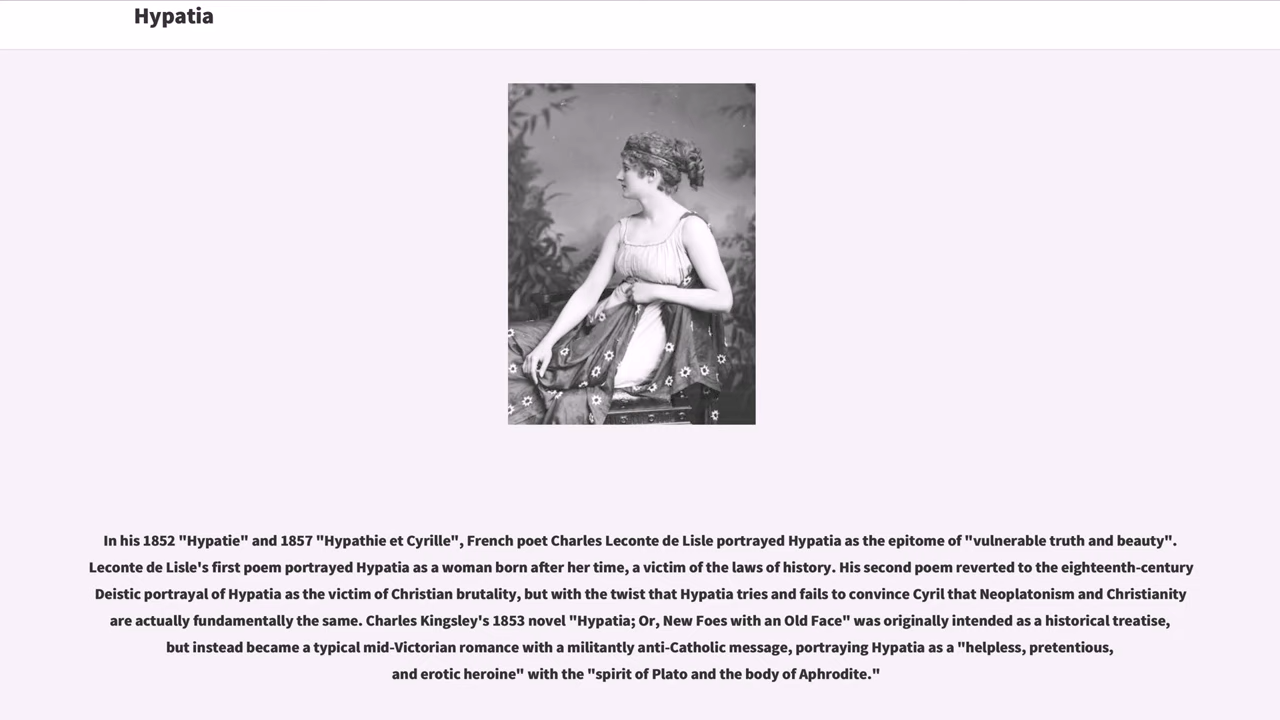 Hypatia
In his 1852 "Hypatie" and 1857 "Hypathie et Cyrille", French poet Charles Leconte de Lisle portrayed Hypatia as the epitome of "vulnerable truth and beauty".
Leconte de Lisle's first poem portrayed Hypatia as a woman born after her time, a victim of the laws of history. His second poem reverted to the eighteenth-century
Deistic portrayal of Hypatia as the victim of Christian brutality, but with the twist that Hypatia tries and fails to convince Cyril that Neoplatonism and Christianity
are actually fundamentally the same. Charles Kingsley's 1853 novel "Hypatia; Or, New Foes with an Old Face" was originally intended as a historical treatise,
but instead became a typical mid-Victorian romance with a militantly anti-Catholic message, portraying Hypatia as a "helpless, pretentious,
and erotic heroine" with the "spirit of Plato and the body of Aphrodite."